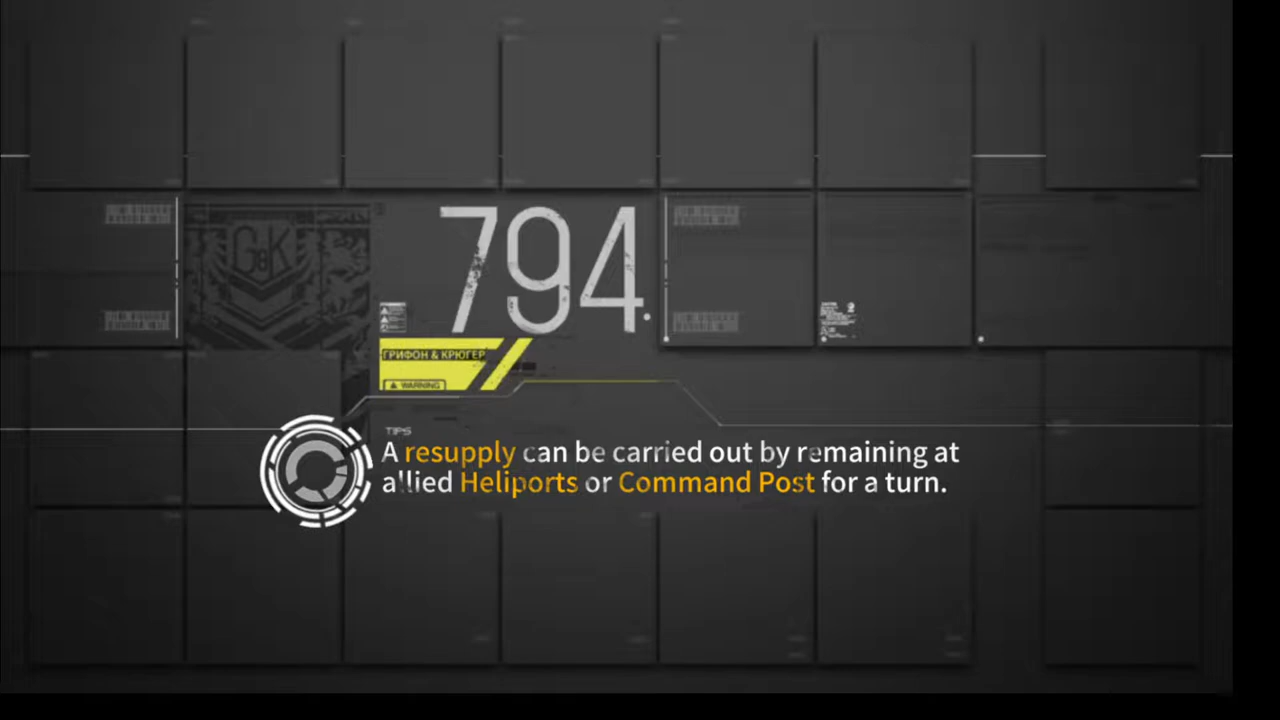 G&K
794.
ГРИФОН & КРЮГЕР
WARNING
TIPS
A resupply can be carried out by remaining at
allied Heliports or Command Post for a turn.